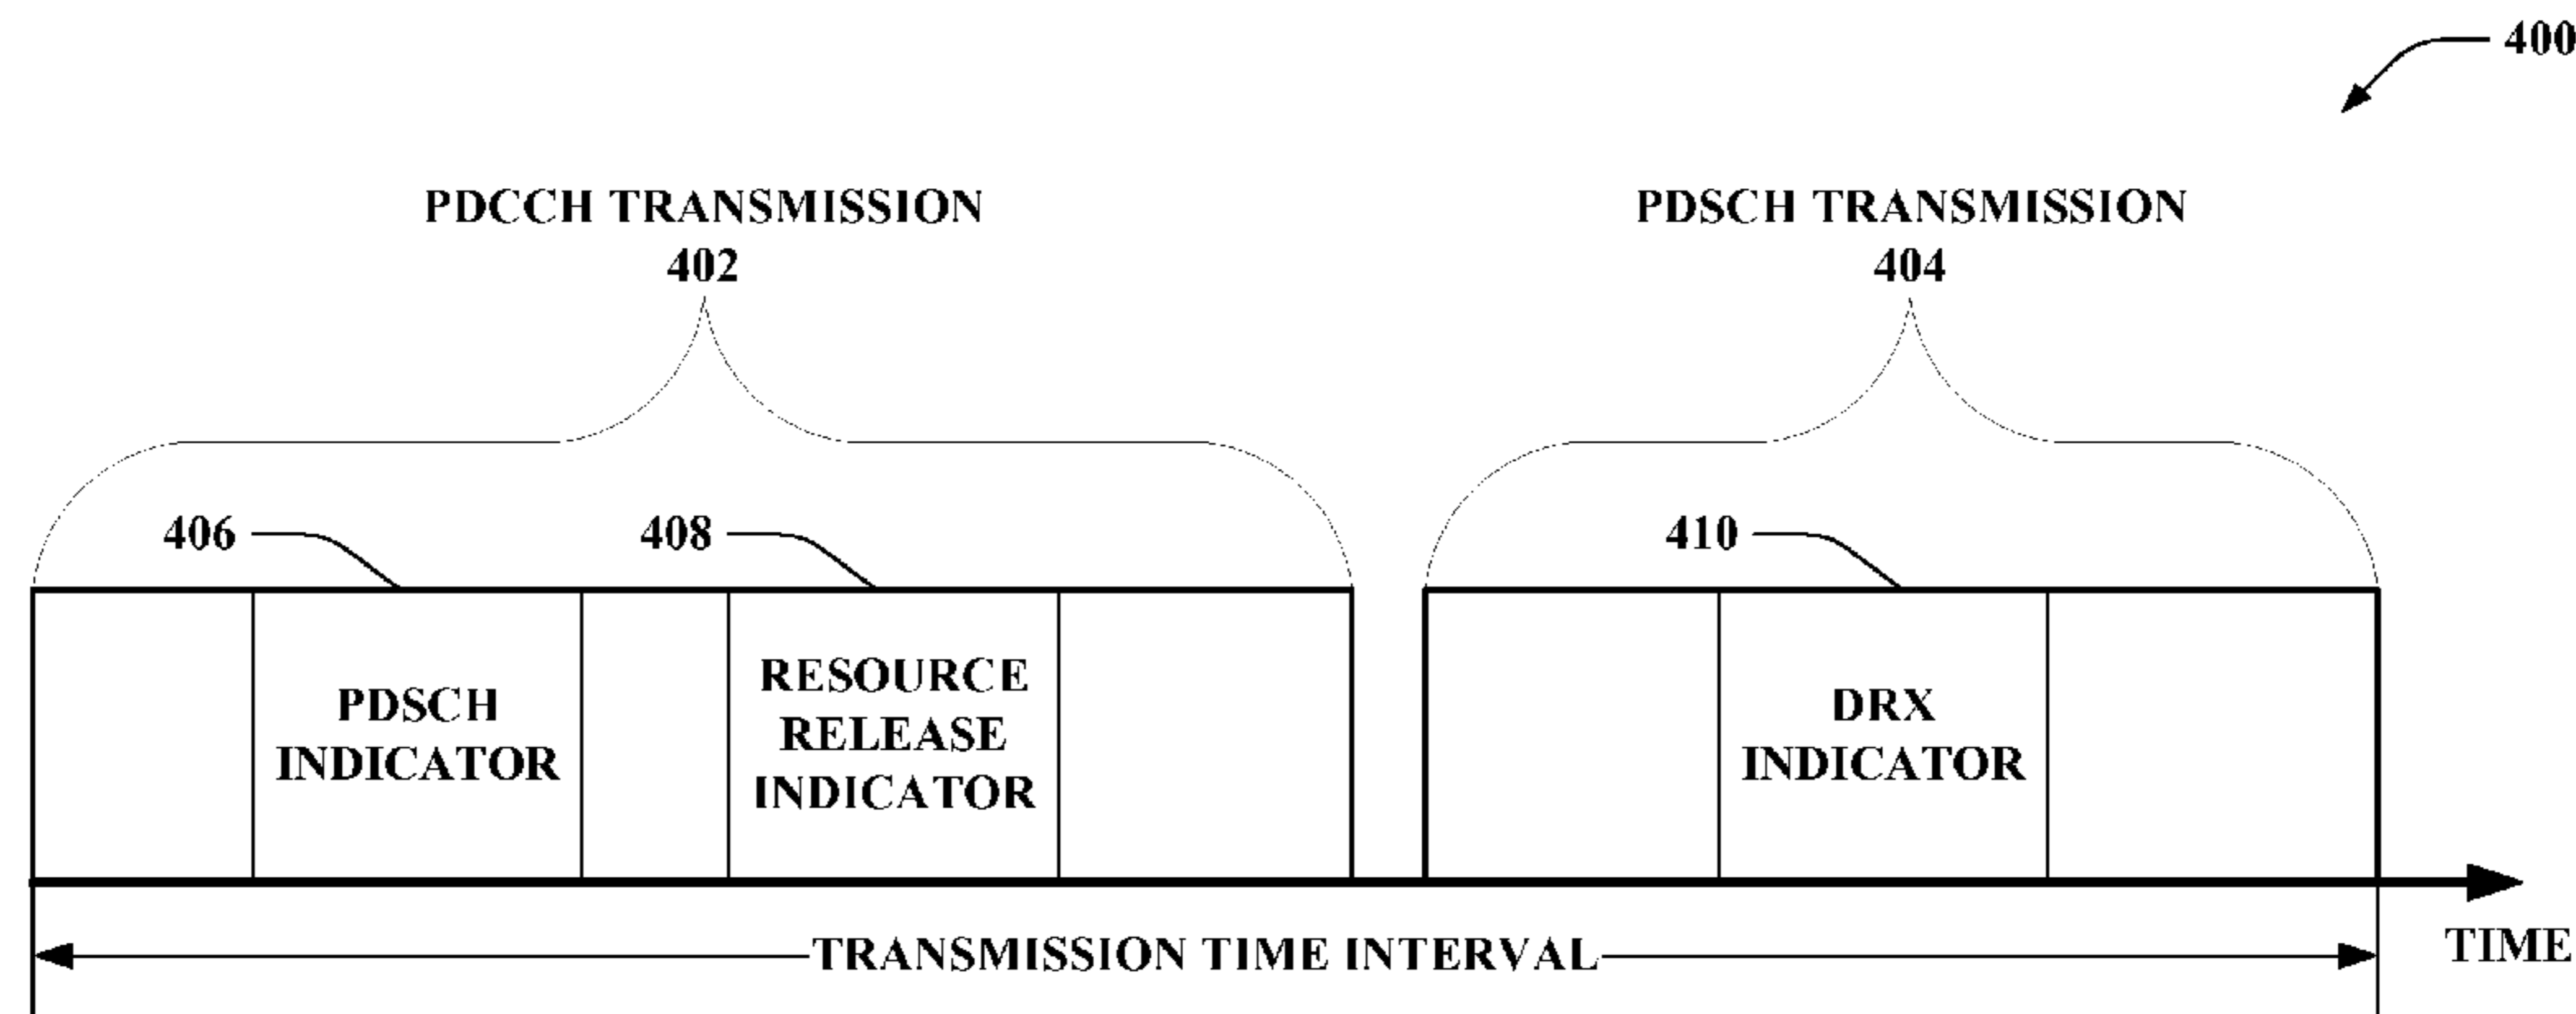 400
PDCCH TRANSMISSION
402
PDSCH TRANSMISSION
404
406
408
410
PDSCH
INDICATOR
RESOURCE
RELEASE
INDICATOR
DRX
INDICATOR
TRANSMISSION TIME INTERVAL
TIME